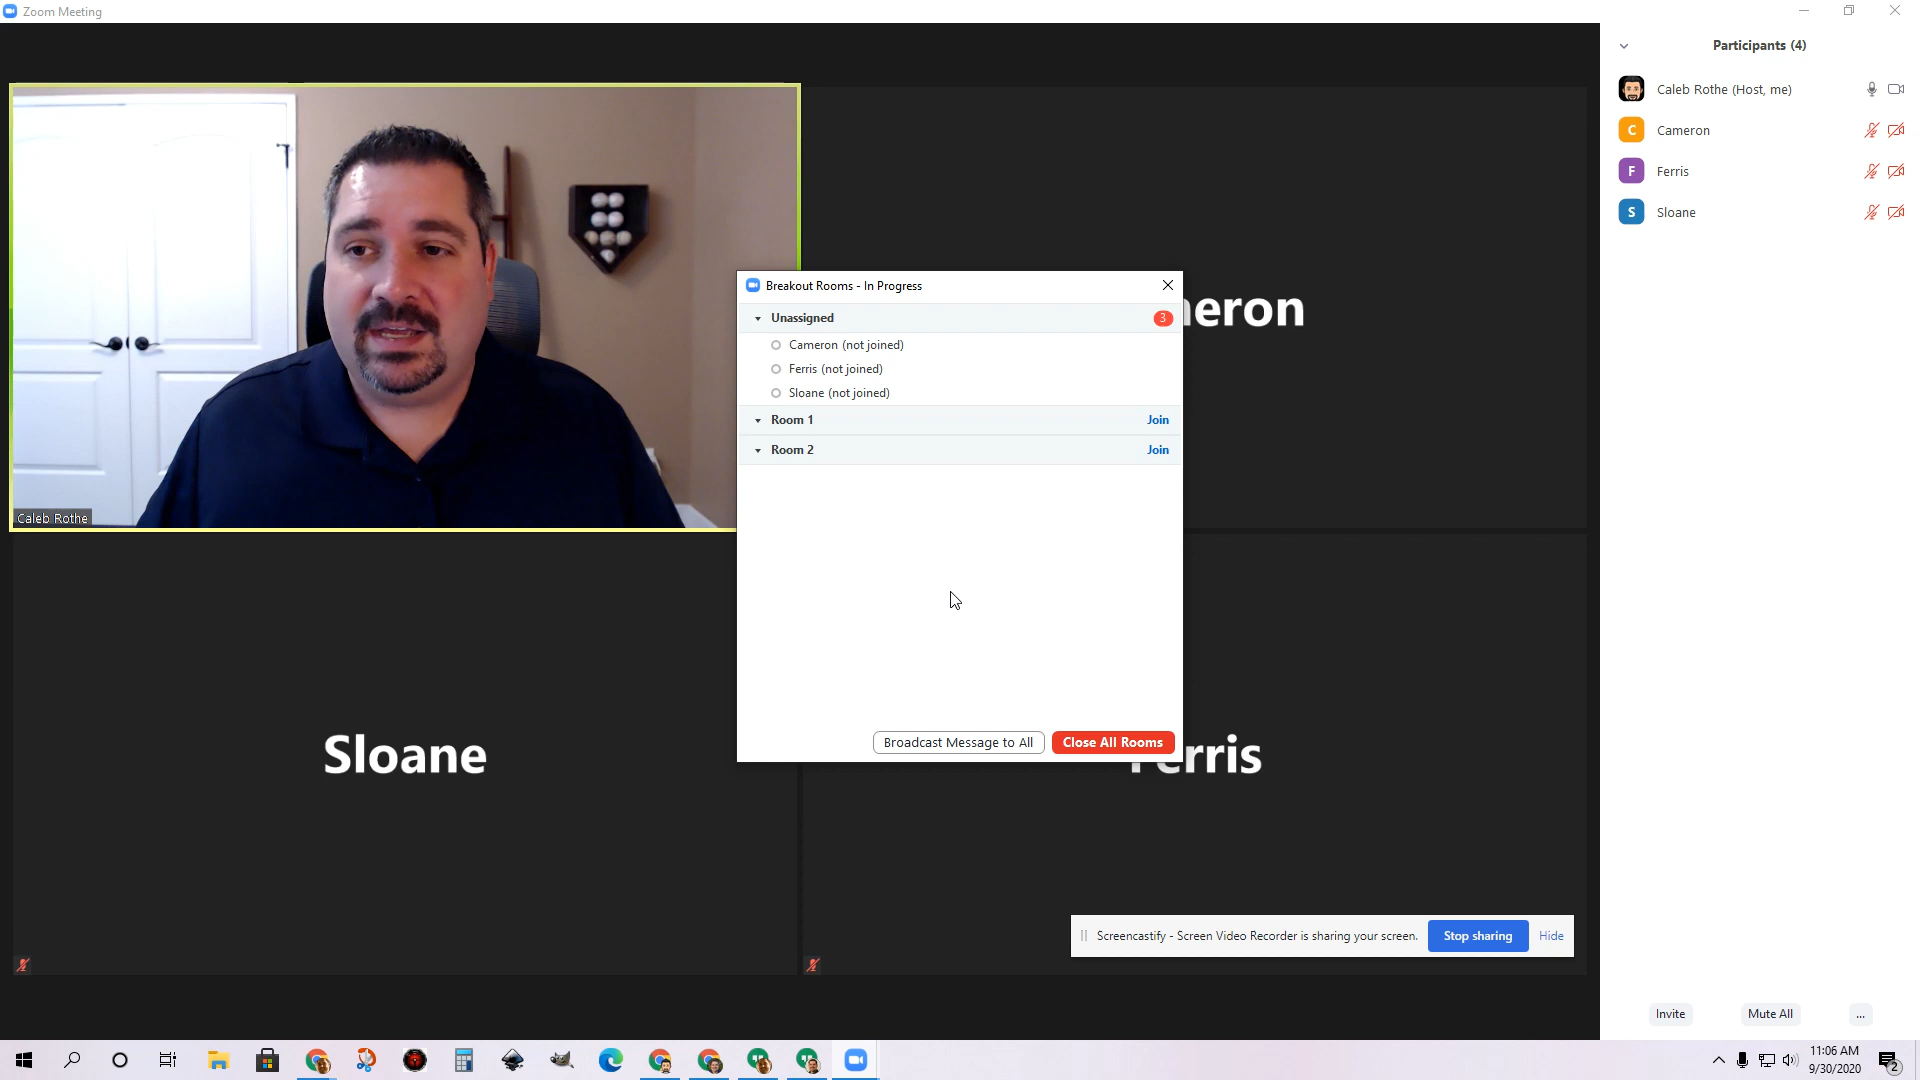 Zoom Meeting
Participants (4)
Caleb Rothe (Host, me)
C Cameron
F Ferris
S Sloane
Caleb Rothe
eron
Breakout Rooms - In Progress
Unassigned 3
Cameron (not joined)
Ferris (not joined)
Sloane (not joined)
Room 1 Join
Room 2 Join
Broadcast Message to All Close All Rooms
Sloane
erris
Screencastify - Screen Video Recorder is sharing your screen. Stop sharing Hide
Invite Mute All ...
11:06 AM
9/30/2020
2